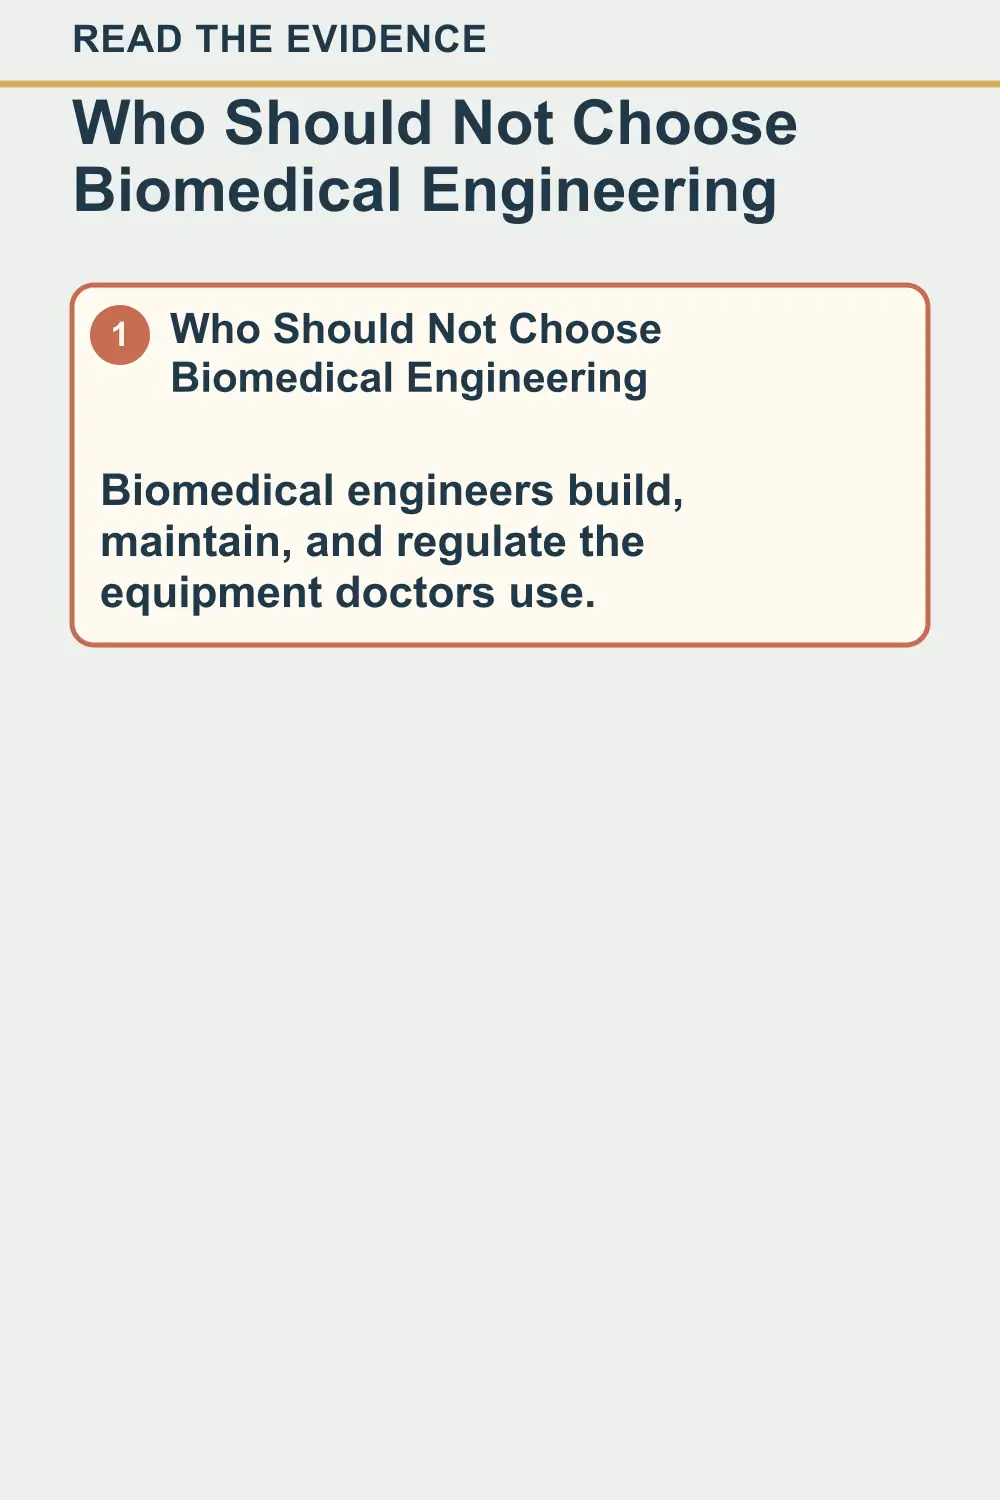 READ THE EVIDENCE
Who Should Not Choose
Biomedical Engineering
1
Who Should Not Choose
Biomedical Engineering
Biomedical engineers build,
maintain, and regulate the
equipment doctors use.